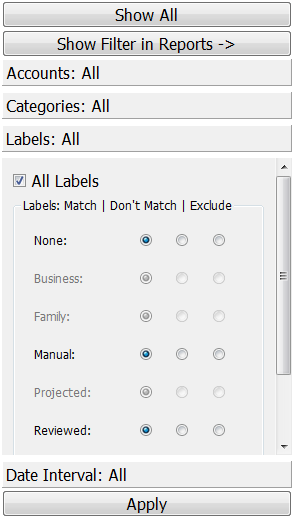 Show All
Show Filter in Reports ->
Accounts: All
Categories: All
Labels: All
All Labels
Labels: Match | Don't Match | Exclude
None:
Business:
Family:
Manual:
Projected:
Reviewed:
Date Interval: All
Apply